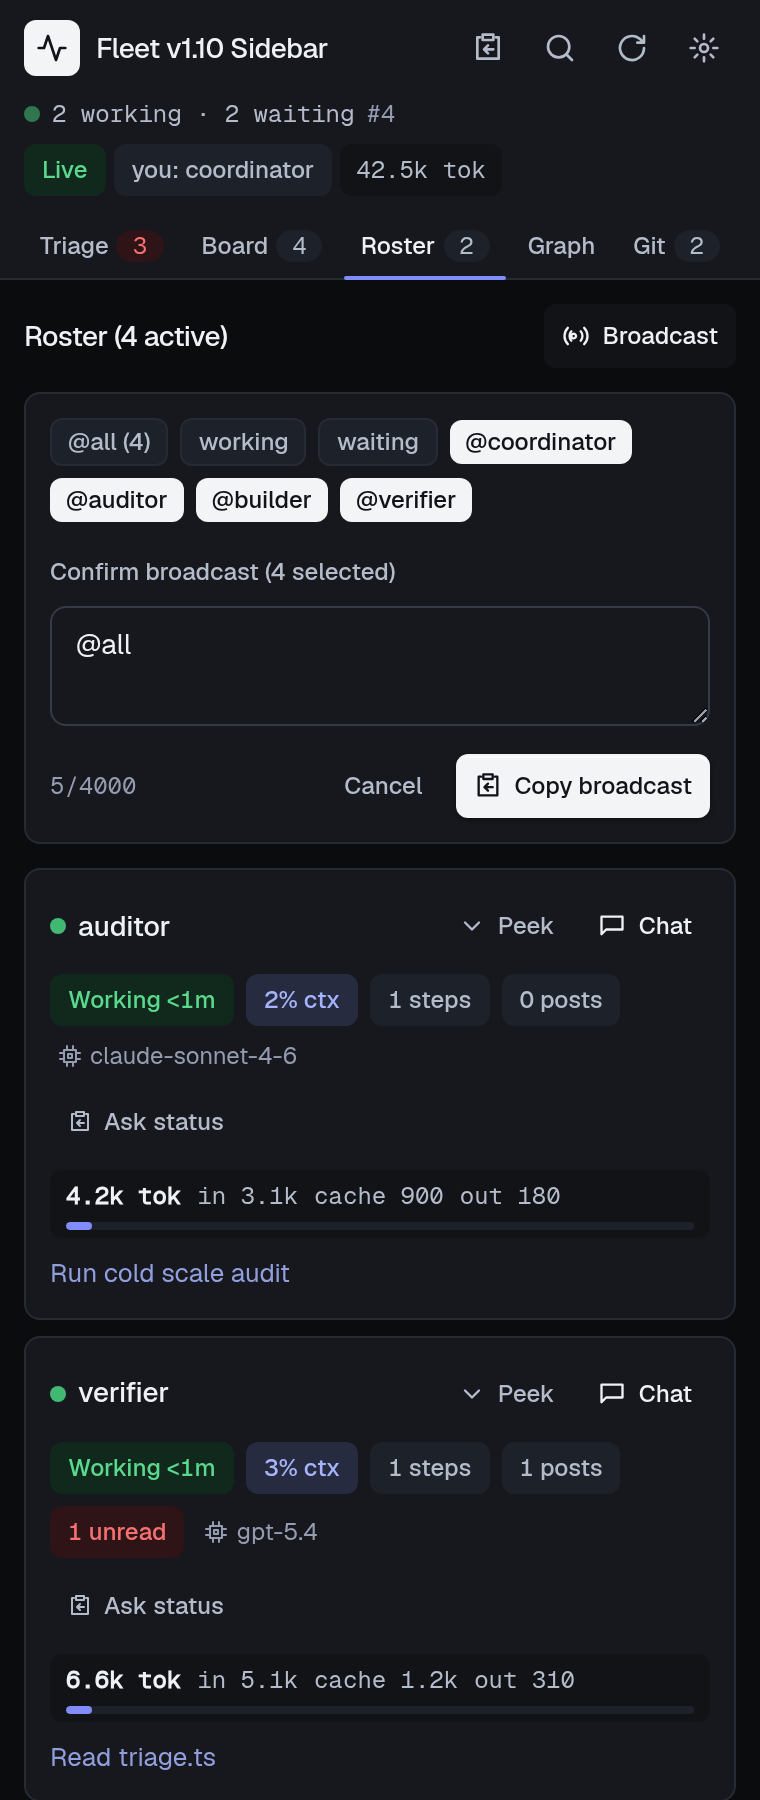 Fleet v1.10 Sidebar
2 working · 2 waiting #4
Live you: coordinator 42.5k tok
Triage 3 Board 4 Roster 2 Graph Git 2
Roster (4 active) Broadcast
@all (4) working waiting @coordinator
@auditor @builder @verifier
Confirm broadcast (4 selected)
@all
5/4000 Cancel Copy broadcast
auditor Peek Chat
Working <1m 2% ctx 1 steps 0 posts
claude-sonnet-4-6
Ask status
4.2k tok in 3.1k cache 900 out 180
Run cold scale audit
verifier Peek Chat
Working <1m 3% ctx 1 steps 1 posts
1 unread gpt-5.4
Ask status
6.6k tok in 5.1k cache 1.2k out 310
Read triage.ts